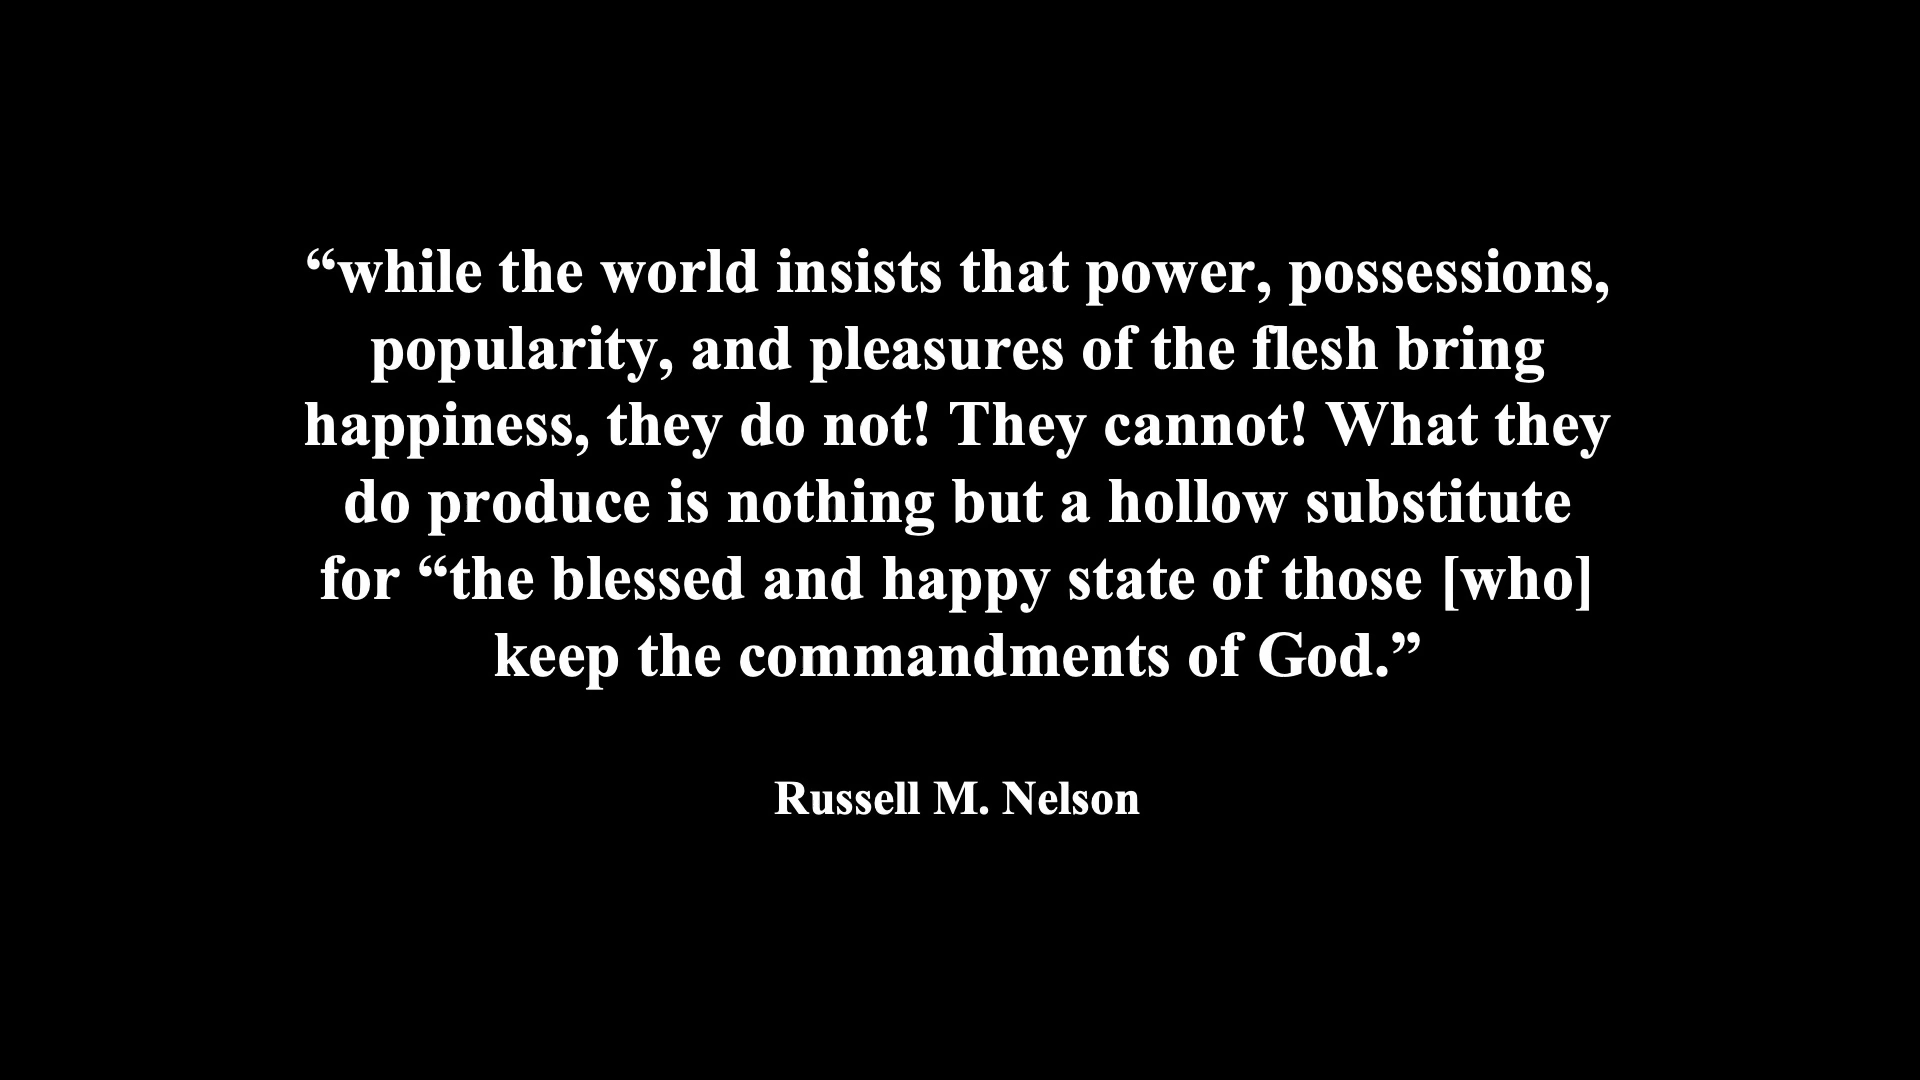 “while the world insists that power, possessions,
popularity, and pleasures of the flesh bring
happiness, they do not! They cannot! What they
do produce is nothing but a hollow substitute
for “the blessed and happy state of those [who]
keep the commandments of God.”
Russell M. Nelson